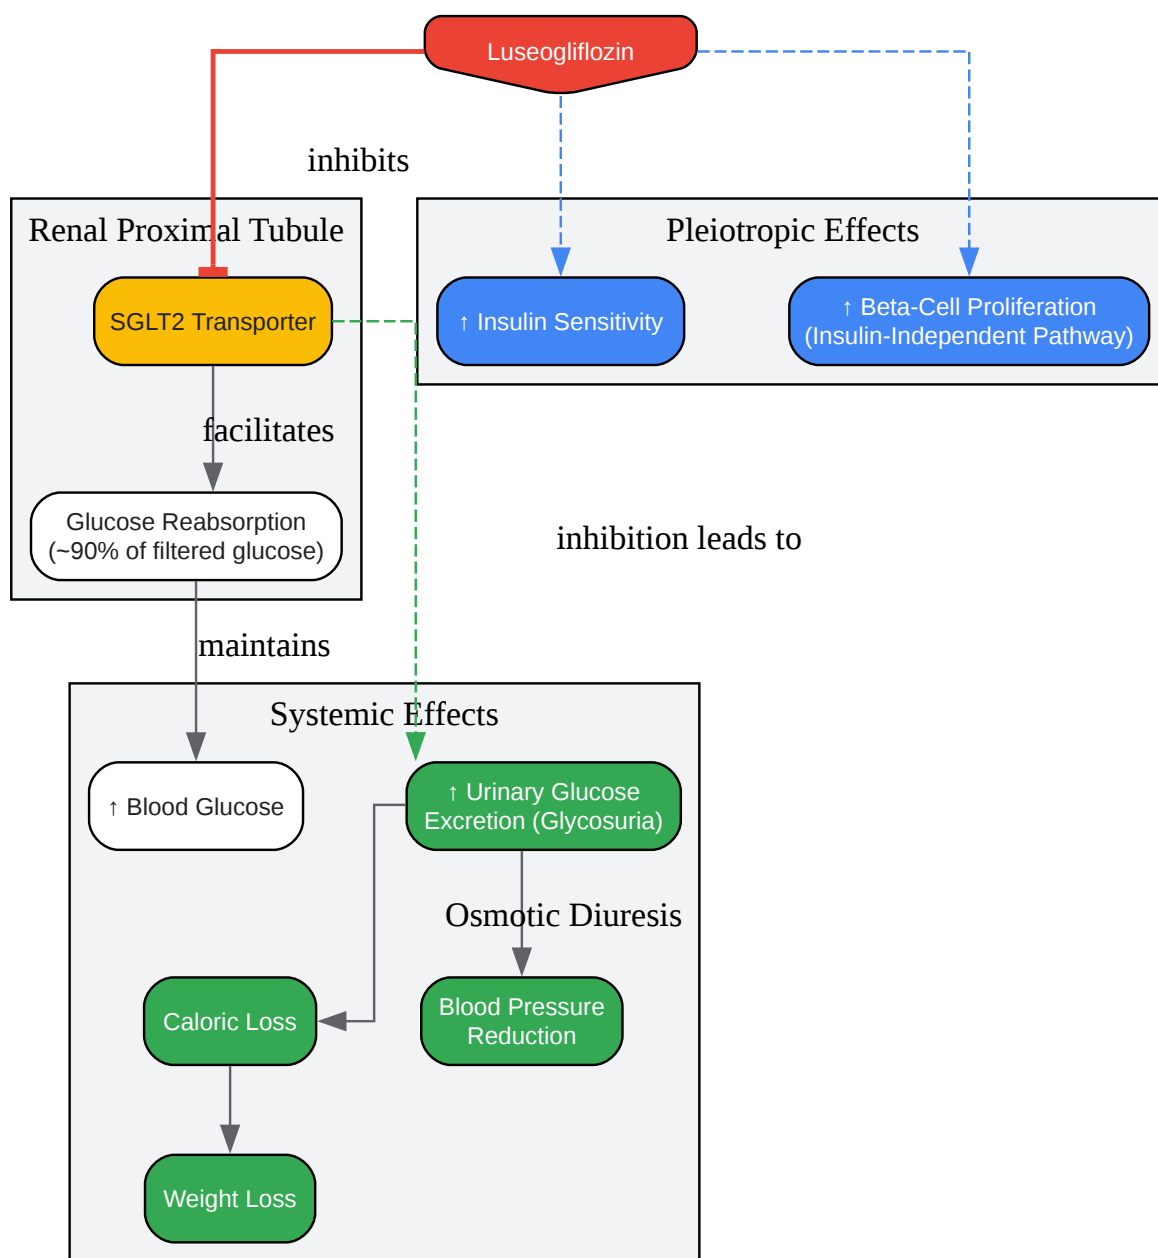 Luseogliflozin
inhibits
Renal Proximal Tubule
Pleiotropic Effects
SGLT2 Transporter
↑ Insulin Sensitivity
↑ Beta-Cell Proliferation
(Insulin-Independent Pathway)
facilitates
Glucose Reabsorption
(~90% of filtered glucose)
inhibition leads to
maintains
Systemic Effects
↑ Blood Glucose
↑ Urinary Glucose
Excretion (Glycosuria)
Osmotic Diuresis
Caloric Loss
Blood Pressure
Reduction
Weight Loss